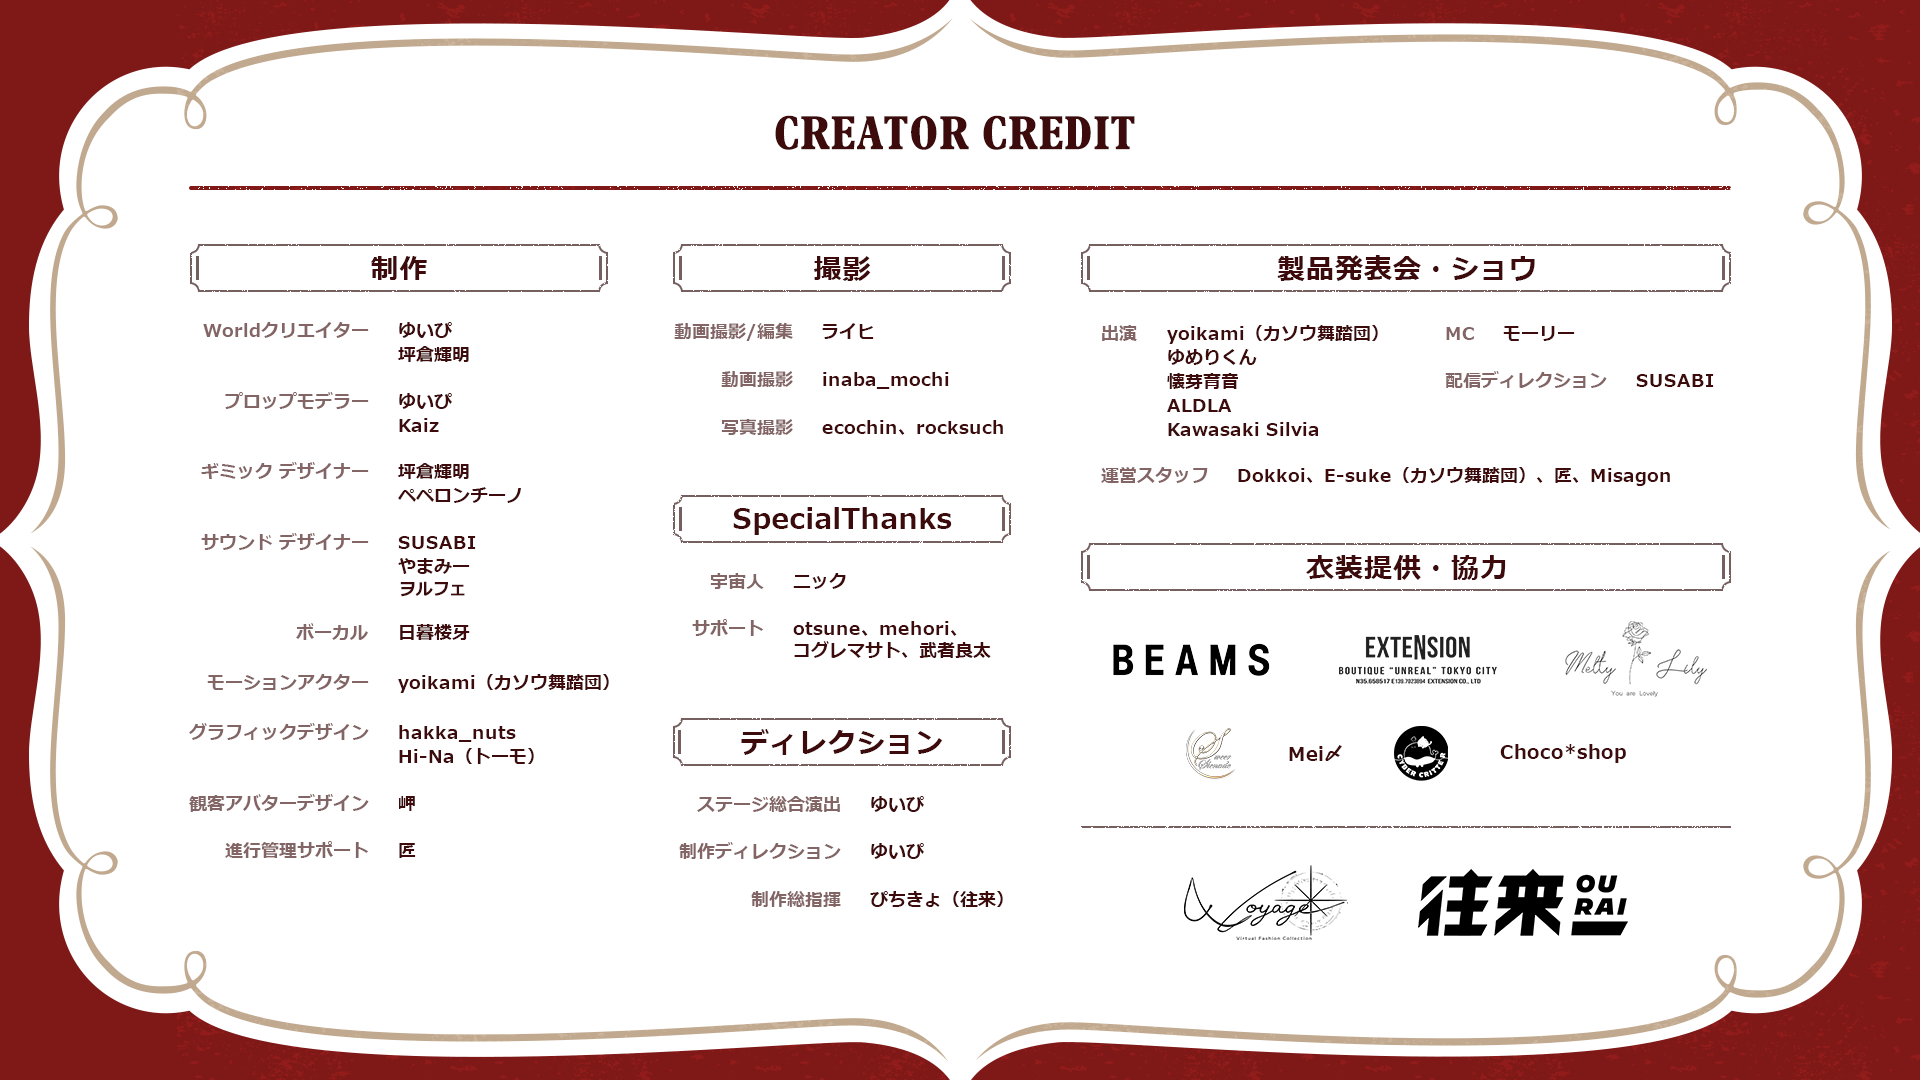 CREATOR CREDIT
制作
Worldクリエイター ゆいぴ
坪倉輝明
プロップモデラー ゆいぴ
Kaiz
ギミック デザイナー 坪倉輝明
ペペロンチーノ
サウンド デザイナー SUSABI
やまみー
ヲルフェ
ボーカル 日暮楼牙
モーションアクター yoikami（カソウ舞踏団）
グラフィックデザイン hakka_nuts
Hi-Na（トーモ）
観客アバターデザイン 岬
進行管理サポート 匠
撮影
動画撮影/編集 ライヒ
動画撮影 inaba_mochi
写真撮影 ecochin、rocksuch
SpecialThanks
宇宙人 ニック
サポート otsune、mehori、
コグレマサト、武者良太
ディレクション
ステージ総合演出 ゆいぴ
制作ディレクション ゆいぴ
制作総指揮 ぴちきょ（往来）
製品発表会・ショウ
出演 yoikami（カソウ舞踏団）
ゆめりくん
懐芽育音
ALDLA
Kawasaki Silvia
MC モーリー
配信ディレクション SUSABI
運営スタッフ Dokkoi、E-suke（カソウ舞踏団）、匠、Misagon
衣装提供・協力
BEAMS
EXTENSION
BOUTIQUE “UNREAL” TOKYO CITY
Melty Lily
You are Lovely
Mei〆
CYBER CRITTER
Choco*shop
Voyage
Virtual Fashion Collection
往来
OU
RAI